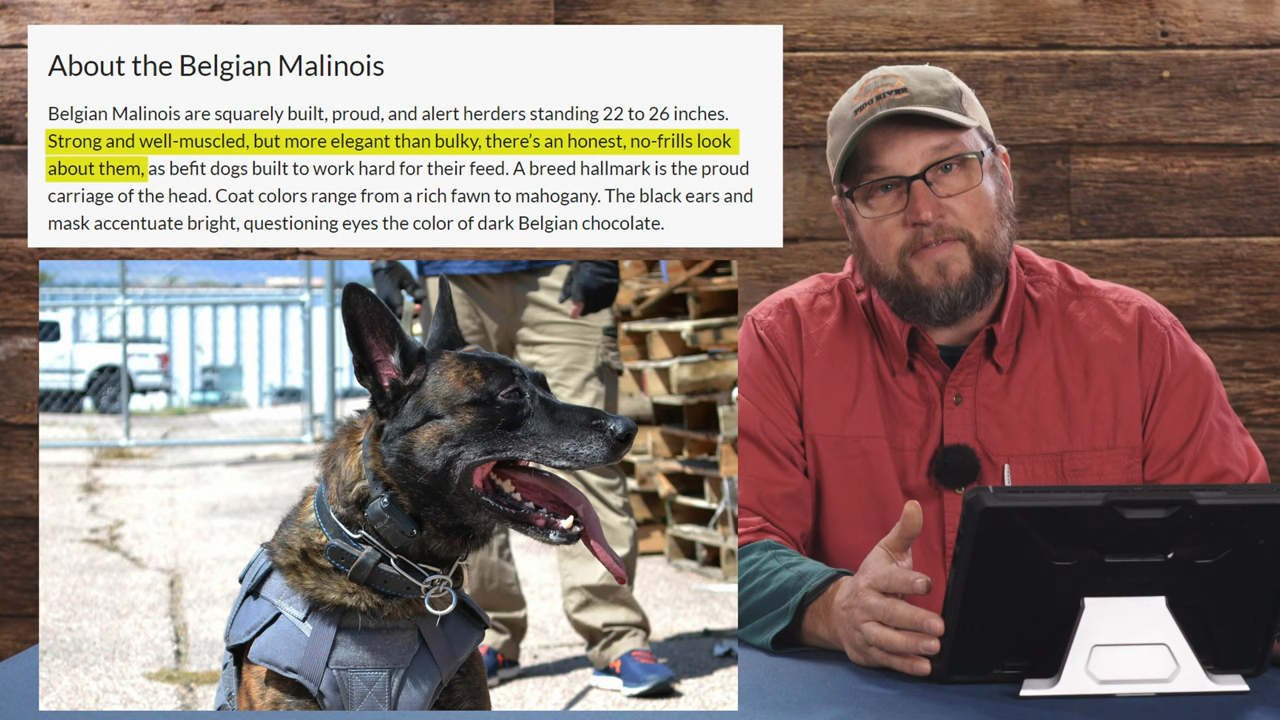 About the Belgian Malinois
Belgian Malinois are squarely built, proud, and alert herders standing 22 to 26 inches.
Strong and well-muscled, but more elegant than bulky, there's an honest, no-frills look
about them, as befit dogs built to work hard for their feed. A breed hallmark is the proud
carriage of the head. Coat colors range from a rich fawn to mahogany. The black ears and
mask accentuate bright, questioning eyes the color of dark Belgian chocolate.